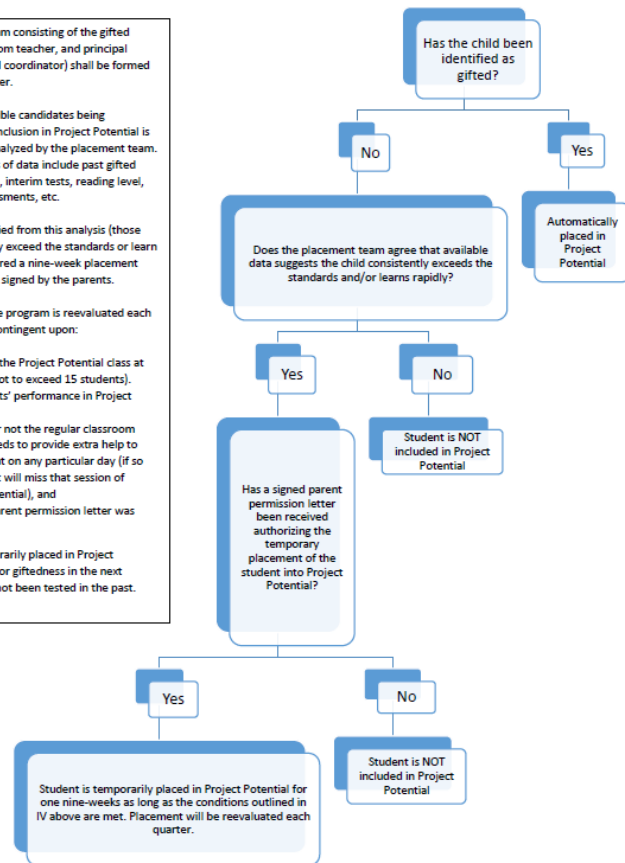 m consisting of the gifted
om teacher, and principal
l coordinator) shall be formed
er.
ble candidates being
nclusion in Project Potential is
alyzed by the placement team.
of data include past gifted
, interim tests, reading level,
sments, etc.
ied from this analysis (those
y exceed the standards or learn
red a nine-week placement
signed by the parents.
e program is reevaluated each
ontingent upon:
the Project Potential class at
ot to exceed 15 students).
ts' performance in Project
r not the regular classroom
eds to provide extra help to
t on any particular day (if so
t will miss that session of
ential), and
rent permission letter was
rarily placed in Project
or giftedness in the next
not been tested in the past.
Has the child been
identified as
gifted?
No
Yes
Automatically
placed in
Project
Potential
Does the placement team agree that available
data suggests the child consistently exceeds the
standards and/or learns rapidly?
Yes
No
Student is NOT
included in Project
Potential
Has a signed parent
permission letter
been received
authorizing the
temporary
placement of the
student into Project
Potential?
Yes
No
Student is NOT
included in Project
Potential
Student is temporarily placed in Project Potential for
one nine-weeks as long as the conditions outlined in
IV above are met. Placement will be reevaluated each
quarter.